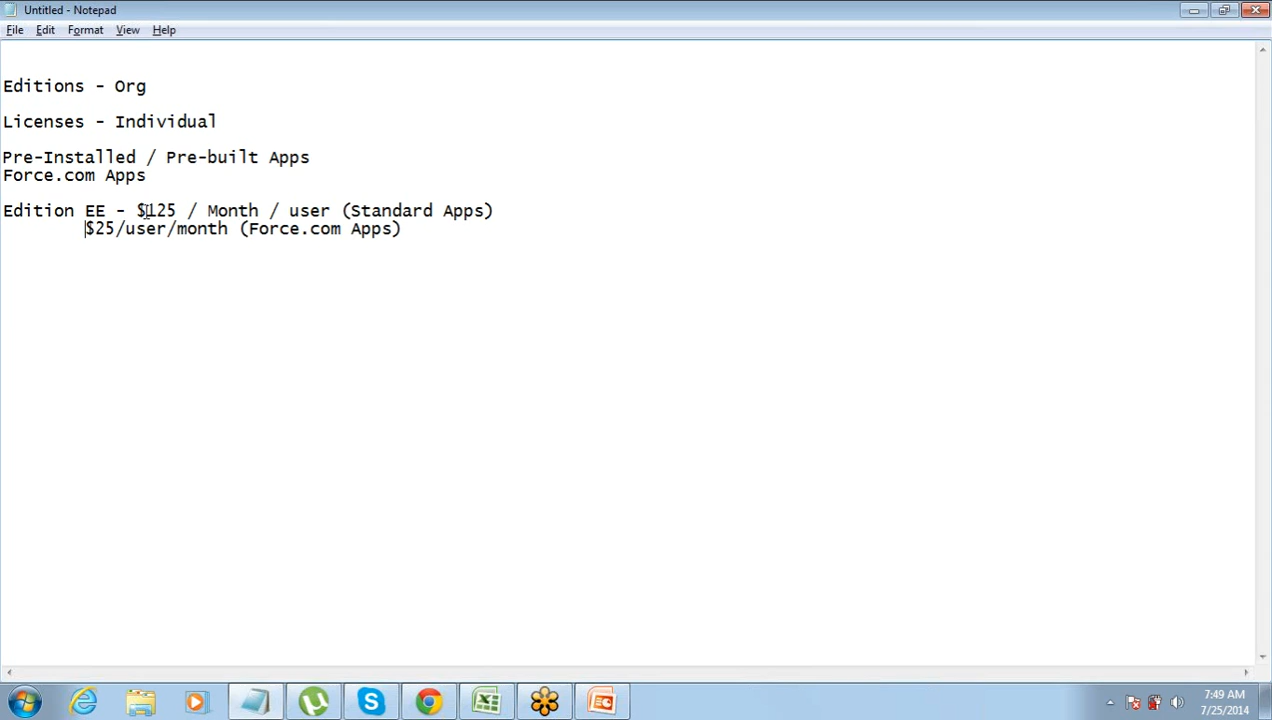 Untitled - Notepad
File Edit Format View Help
Editions - Org
Licenses - Individual
Pre-Installed / Pre-built Apps
Force.com Apps
Edition EE - $125 / Month / user (Standard Apps)
$25/user/month (Force.com Apps)
7:49 AM
7/25/2014